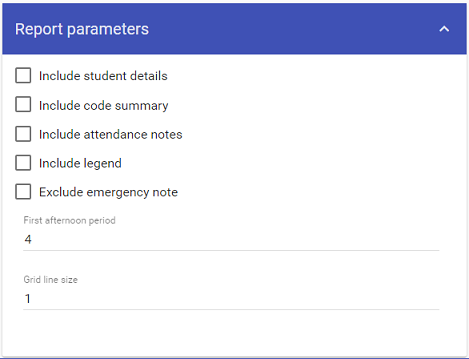 Report parameters
Include student details
Include code summary
Include attendance notes
Include legend
Exclude emergency note
First afternoon period
4
Grid line size
1